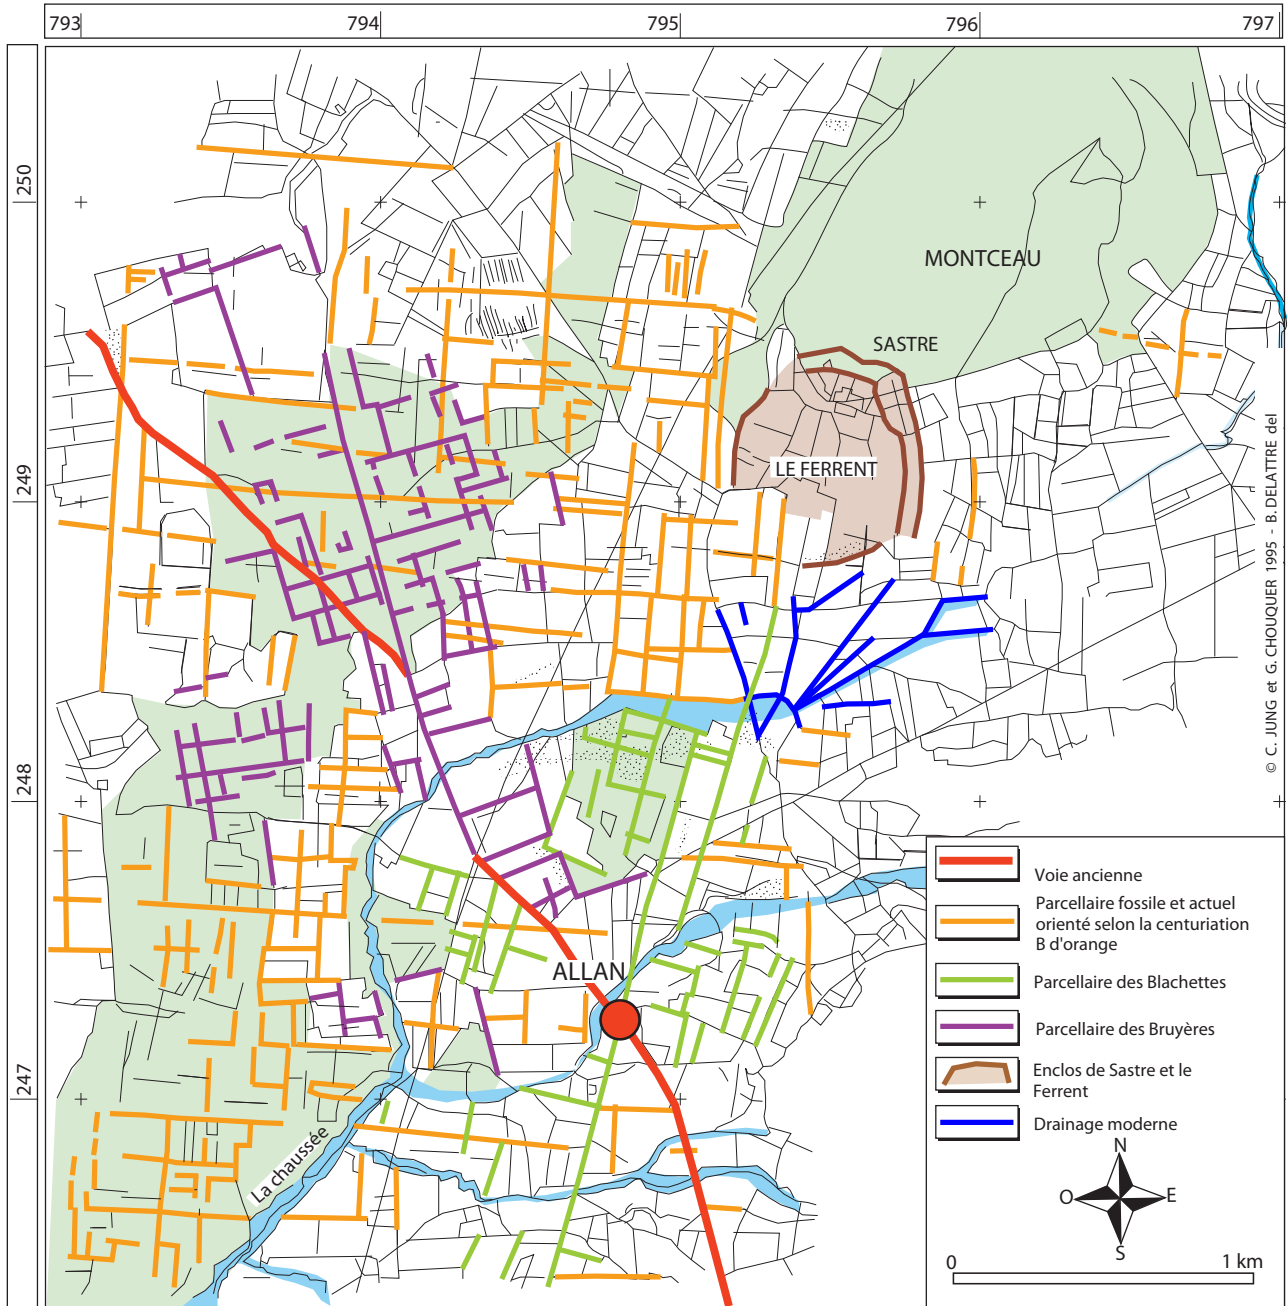 793 794 795 796 797
250
249
248
247
MONTCEAU
SASTRE
LE FERRENT
ALLAN
La chaussée
© C. JUNG et G. CHOUQUER 1995 - B. DELATTRE del
Voie ancienne
Parcellaire fossile et actuel
orienté selon la centuriation
B d'orange
Parcellaire des Blachettes
Parcellaire des Bruyères
Enclos de Sastre et le
Ferrent
Drainage moderne
N
O E
S
0 1 km